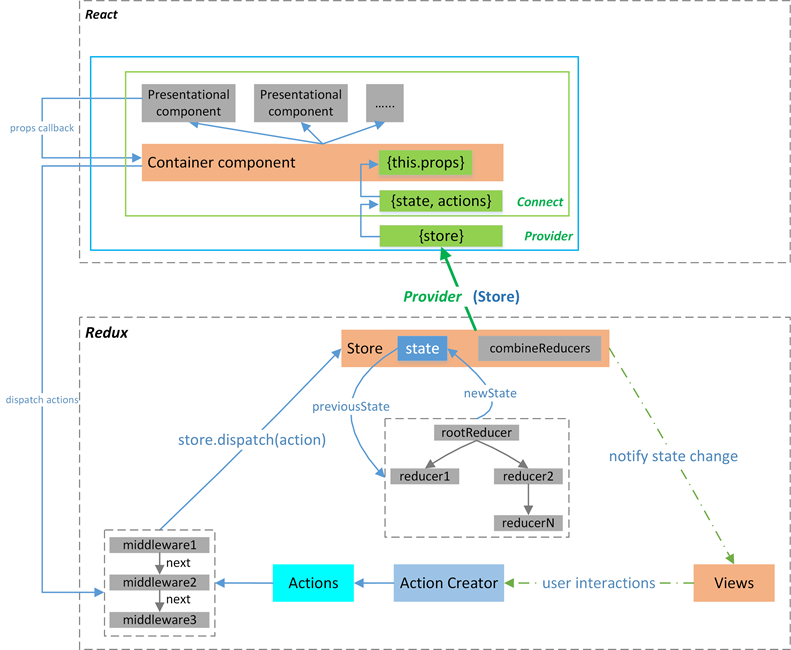 React
Presentational
component
Presentational
component
......
props callback
Container component
{this.props}
{state, actions}
Connect
{store}
Provider
Provider (Store)
Redux
Store
state
combineReducers
dispatch actions
previousState
newState
store.dispatch(action)
rootReducer
reducer1
reducer2
reducerN
notify state change
middleware1
next
middleware2
next
middleware3
Actions
Action Creator
user interactions
Views